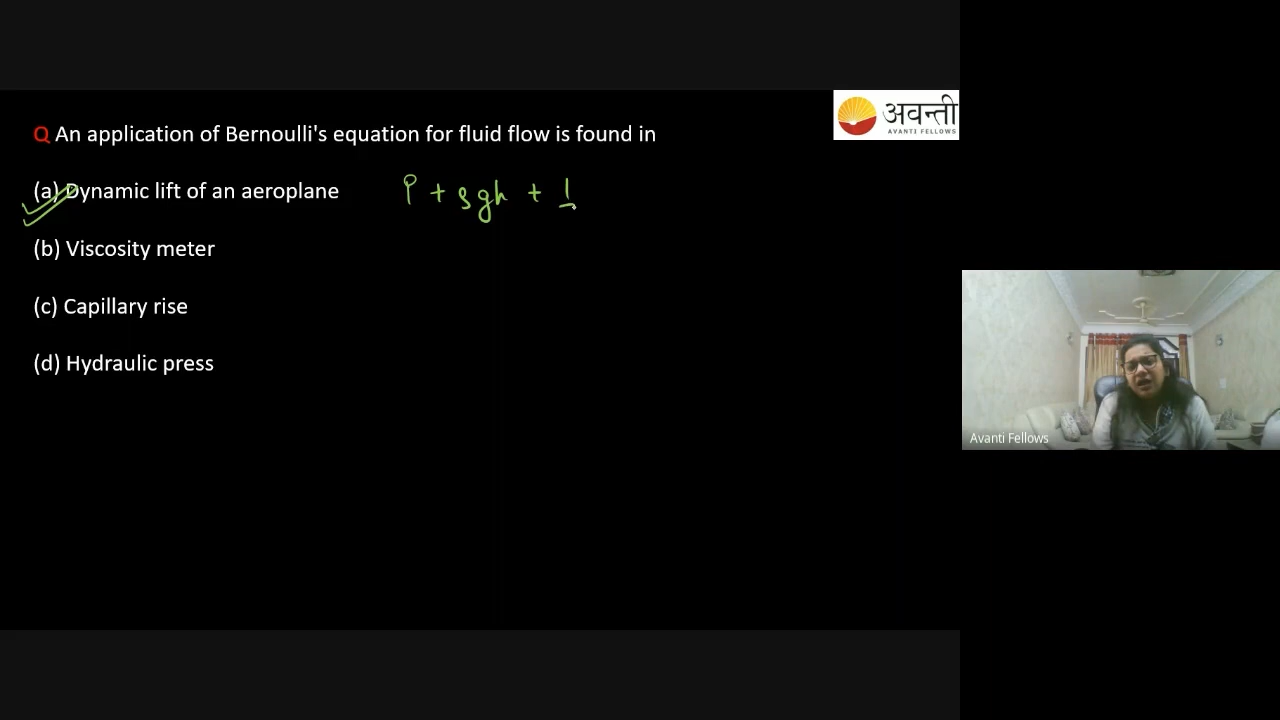 अवन्ती
AVANTI FELLOWS
Q An application of Bernoulli's equation for fluid flow is found in
(a) Dynamic lift of an aeroplane P + ρgh + 1
(b) Viscosity meter
(c) Capillary rise
(d) Hydraulic press
Avanti Fellows